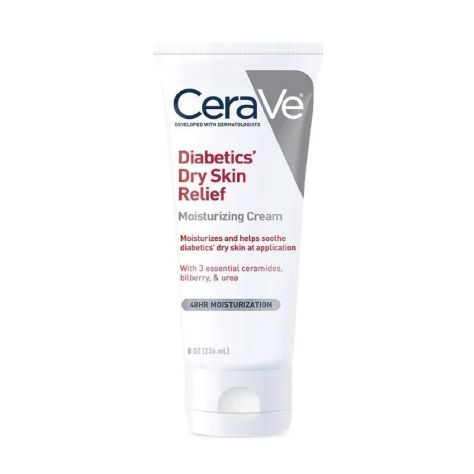 CeraVe®
DEVELOPED WITH DERMATOLOGISTS
Diabetics'
Dry Skin
Relief
Moisturizing Cream
Moisturizes and helps soothe
diabetics' dry skin at application
With 3 essential ceramides,
bilberry, & urea
48HR MOISTURIZATION
8 OZ (236 mL)